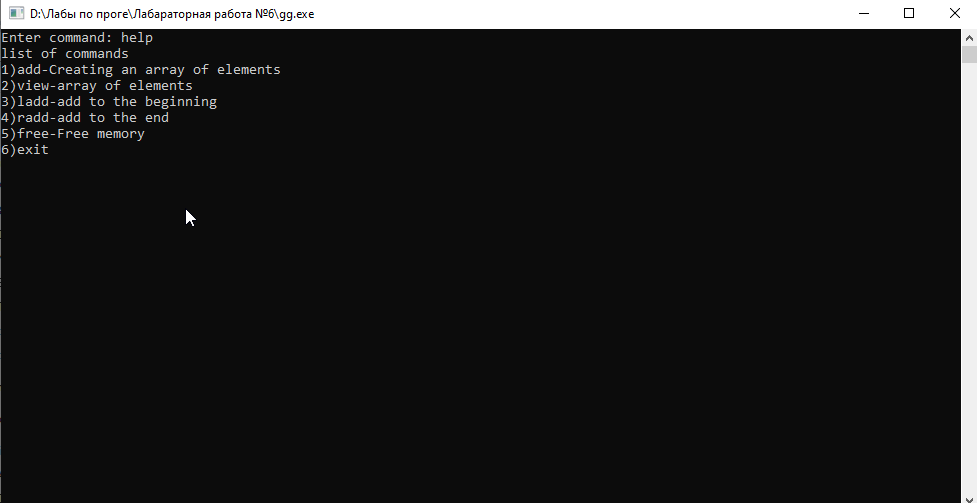 D:\Лабы по проге\Лабараторная работа №6\gg.exe
Enter command: help
list of commands
1)add-Creating an array of elements
2)view-array of elements
3)ladd-add to the beginning
4)radd-add to the end
5)free-Free memory
6)exit